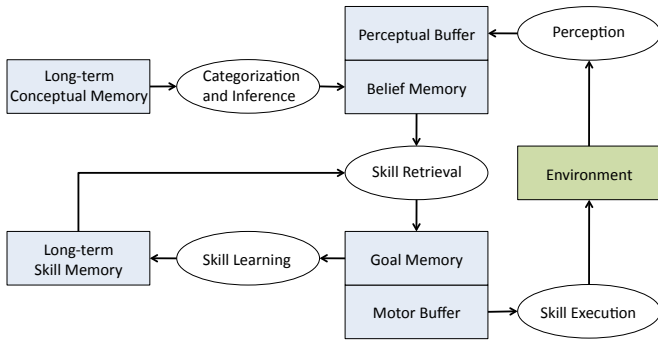 Perceptual Buffer
Perception
Long-term
Conceptual Memory
Categorization
and Inference
Belief Memory
Skill Retrieval
Environment
Long-term
Skill Memory
Skill Learning
Goal Memory
Motor Buffer
Skill Execution